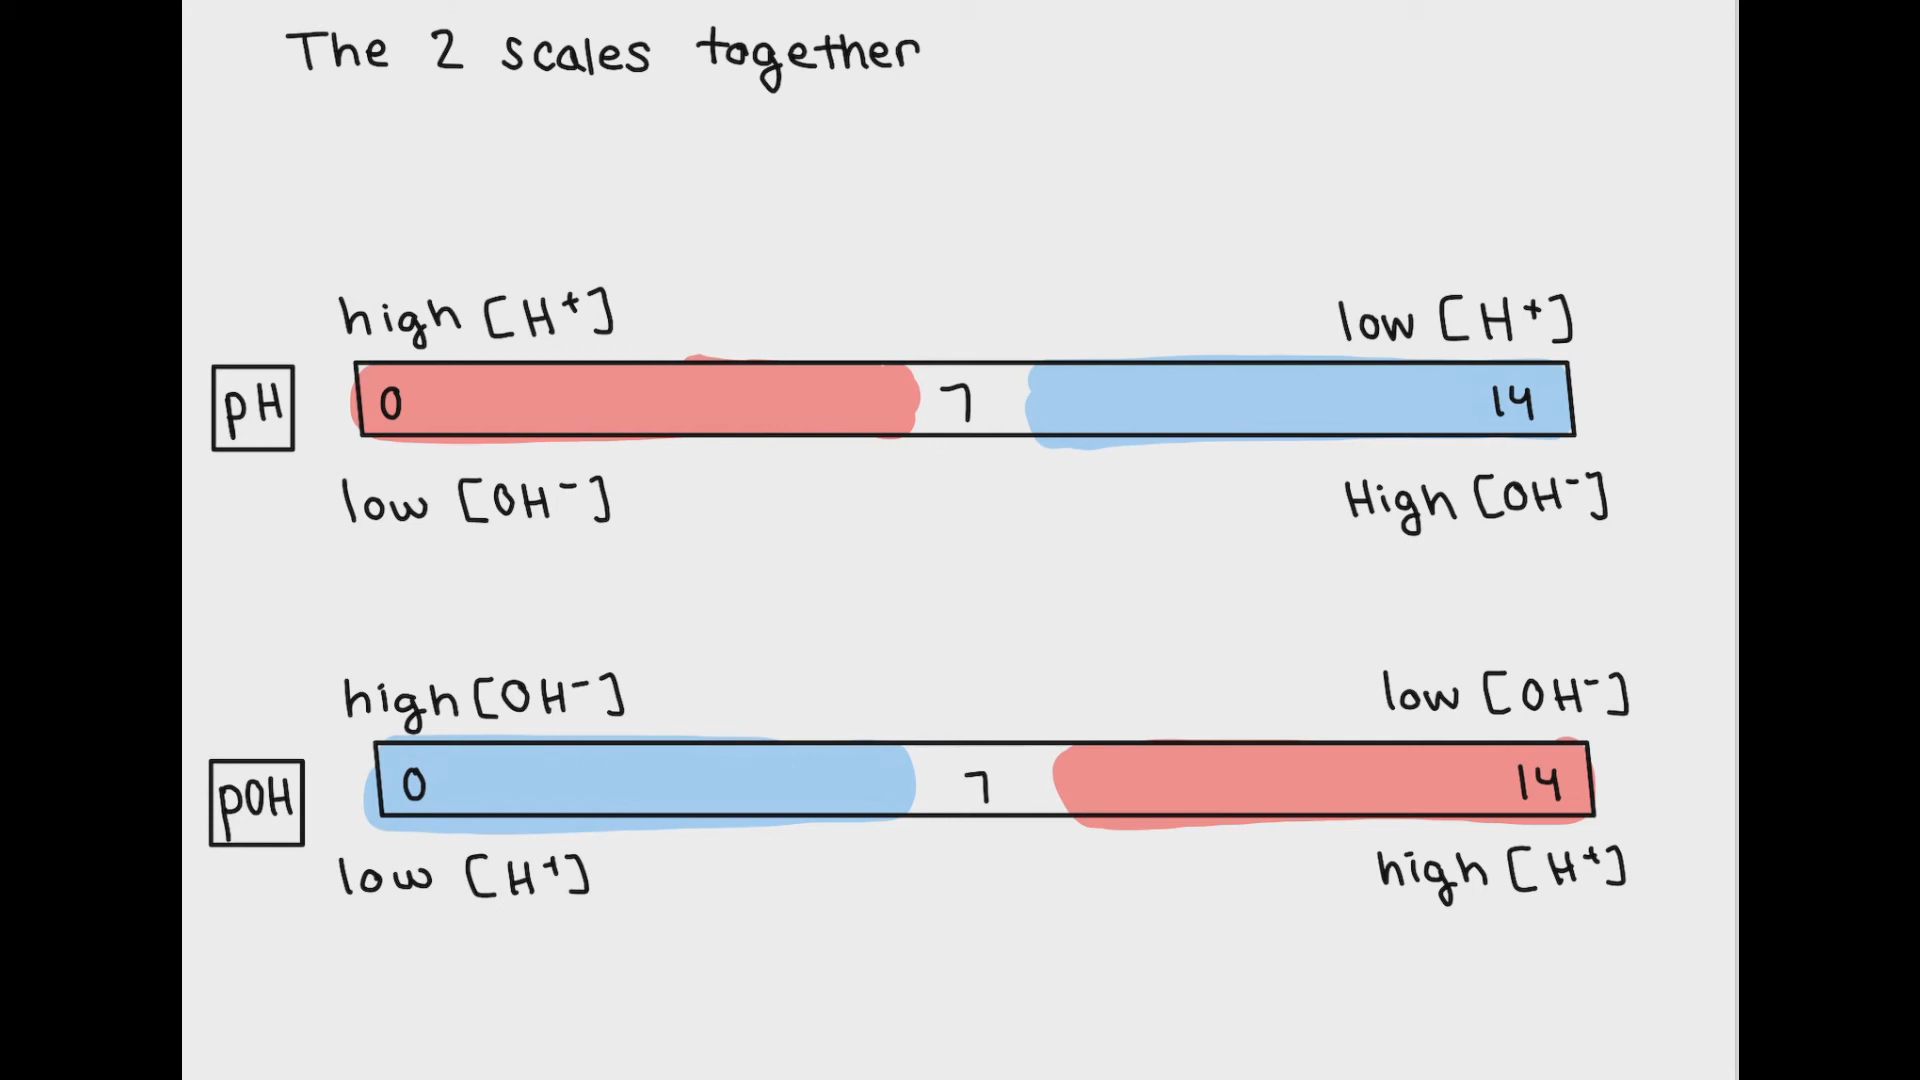 The 2 scales together
high [H⁺] low [H⁺]
pH 0 7 14
low [OH⁻] High [OH⁻]
high [OH⁻] low [OH⁻]
pOH 0 7 14
low [H⁺] high [H⁺]